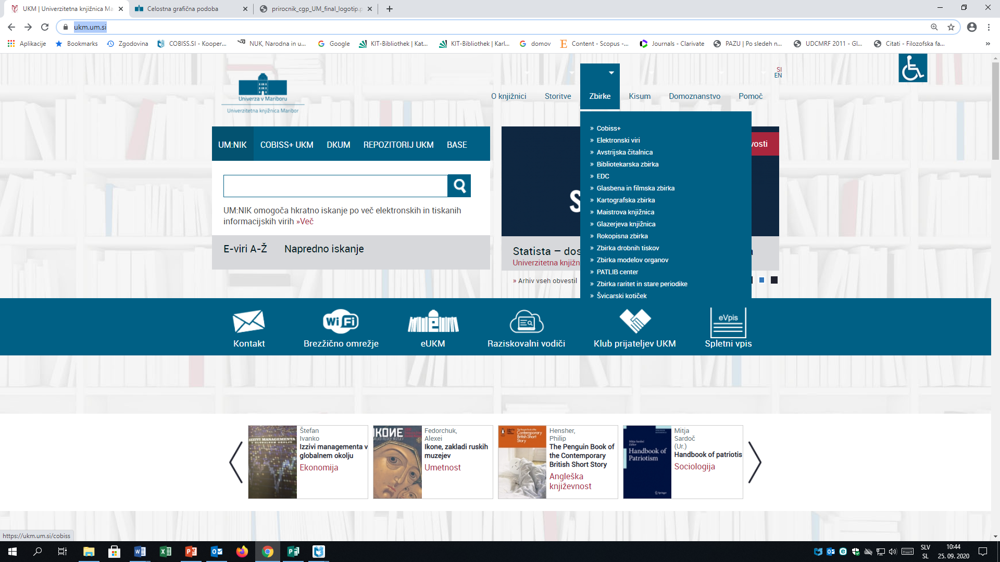 UKM | Univerzitetna knjižnica Ma
Celostna grafična podoba
prirocnik_cgp_UM_final_logotip.p
ukm.um.si
Aplikacije
Bookmarks
Zgodovina
COBISS.SI - Kooper...
NUK, Narodna in u...
Google
KIT-Bibliothek | Kat...
KIT-Bibliothek | Karl...
domov
Content - Scopus -...
Journals - Clarivate
PAZU | Po sledeh n...
UDCMRF 2011 - Gl...
Citati - Filozofska fa...
»
Univerza v Mariboru
Univerzitetna knjižnica Maribor
SI
EN
O knjižnici
Storitve
Zbirke
Kisum
Domoznanstvo
Pomoč
» Cobiss+
» Elektronski viri
» Avstrijska čitalnica
» Bibliotekarska zbirka
» EDC
» Glasbena in filmska zbirka
» Kartografska zbirka
» Maistrova knjižnica
» Glazerjeva knjižnica
» Rokopisna zbirka
» Zbirka drobnih tiskov
» Zbirka modelov organov
» PATLIB center
» Zbirka raritet in stare periodike
» Švicarski kotiček
UM:NIK
COBISS+ UKM
DKUM
REPOZITORIJ UKM
BASE
UM:NIK omogoča hkratno iskanje po več elektronskih in tiskanih
informacijskih virih »Več
E-viri A-Ž
Napredno iskanje
vosti
S
Statista – dos
a
Univerzitetna knjižn
» Arhiv vseh obvestil
Wi Fi
eVpis
Kontakt
Brezžično omrežje
eUKM
Raziskovalni vodiči
Klub prijateljev UKM
Spletni vpis
IZZIVI MANAGEMENTA
V GLOBALNEM OKOLJU
Štefan
Ivanko
Izzivi managementa v
globalnem okolju
Ekonomija
Fedorchuk,
Alexei
Ikone, zakladi ruskih
muzejev
Umetnost
Contemporary
British Short
Story
Hensher,
Philip
The Penguin Book of
the Contemporary
British Short Story
Angleška
književnost
Handbook of
Patriotism
Springer
Mitja
Sardoč
(Ur.)
Handbook of patriotis
Sociologija
https://ukm.um.si/cobiss
SLV
SL
10:44
25. 09. 2020